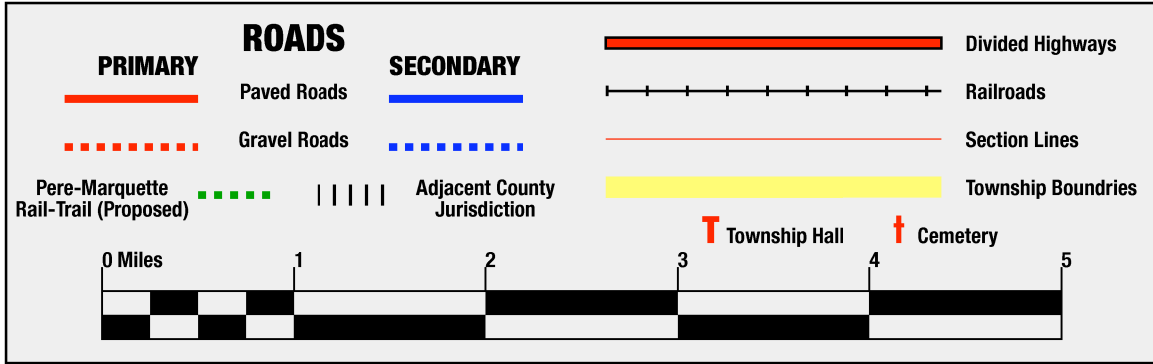 ROADS
PRIMARY
SECONDARY
Paved Roads
Gravel Roads
Pere-Marquette
Rail-Trail (Proposed)
Adjacent County
Jurisdiction
Divided Highways
Railroads
Section Lines
Township Boundries
Township Hall
Cemetery
0 Miles 1 2 3 4 5